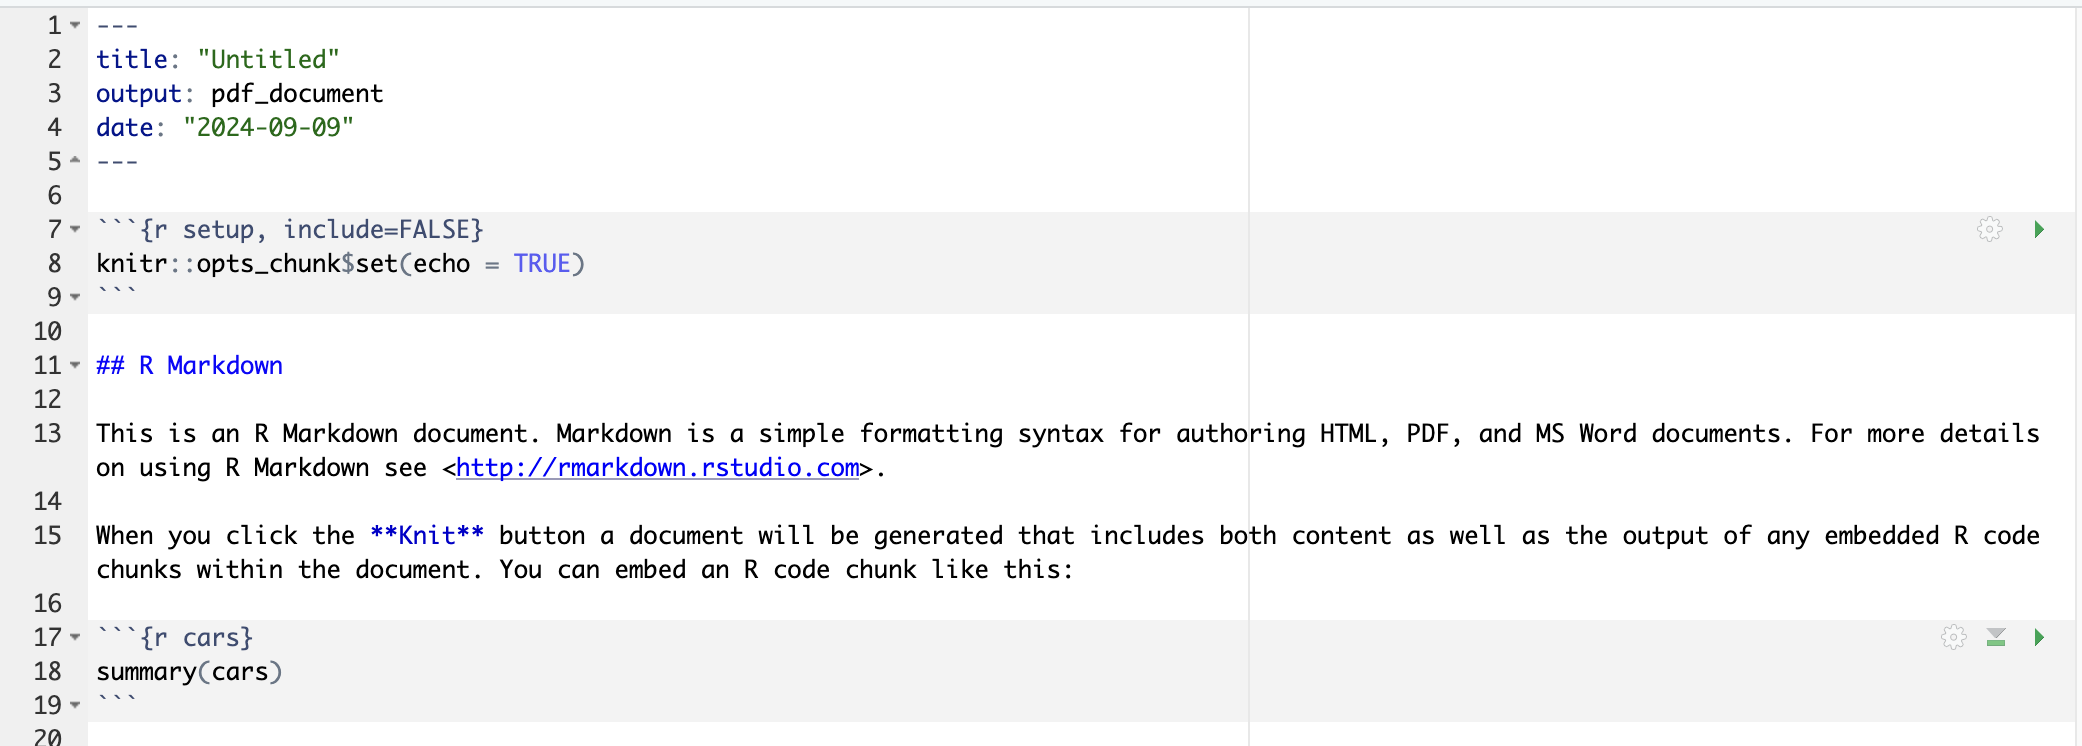 1 ---
2 title: "Untitled"
3 output: pdf_document
4 date: "2024-09-09"
5 ---
6
7 ```{r setup, include=FALSE}
8 knitr::opts_chunk$set(echo = TRUE)
9 ```
10
11 ## R Markdown
12
13 This is an R Markdown document. Markdown is a simple formatting syntax for authoring HTML, PDF, and MS Word documents. For more details
on using R Markdown see <http://rmarkdown.rstudio.com>.
14
15 When you click the **Knit** button a document will be generated that includes both content as well as the output of any embedded R code
chunks within the document. You can embed an R code chunk like this:
16
17 ```{r cars}
18 summary(cars)
19 ```
20